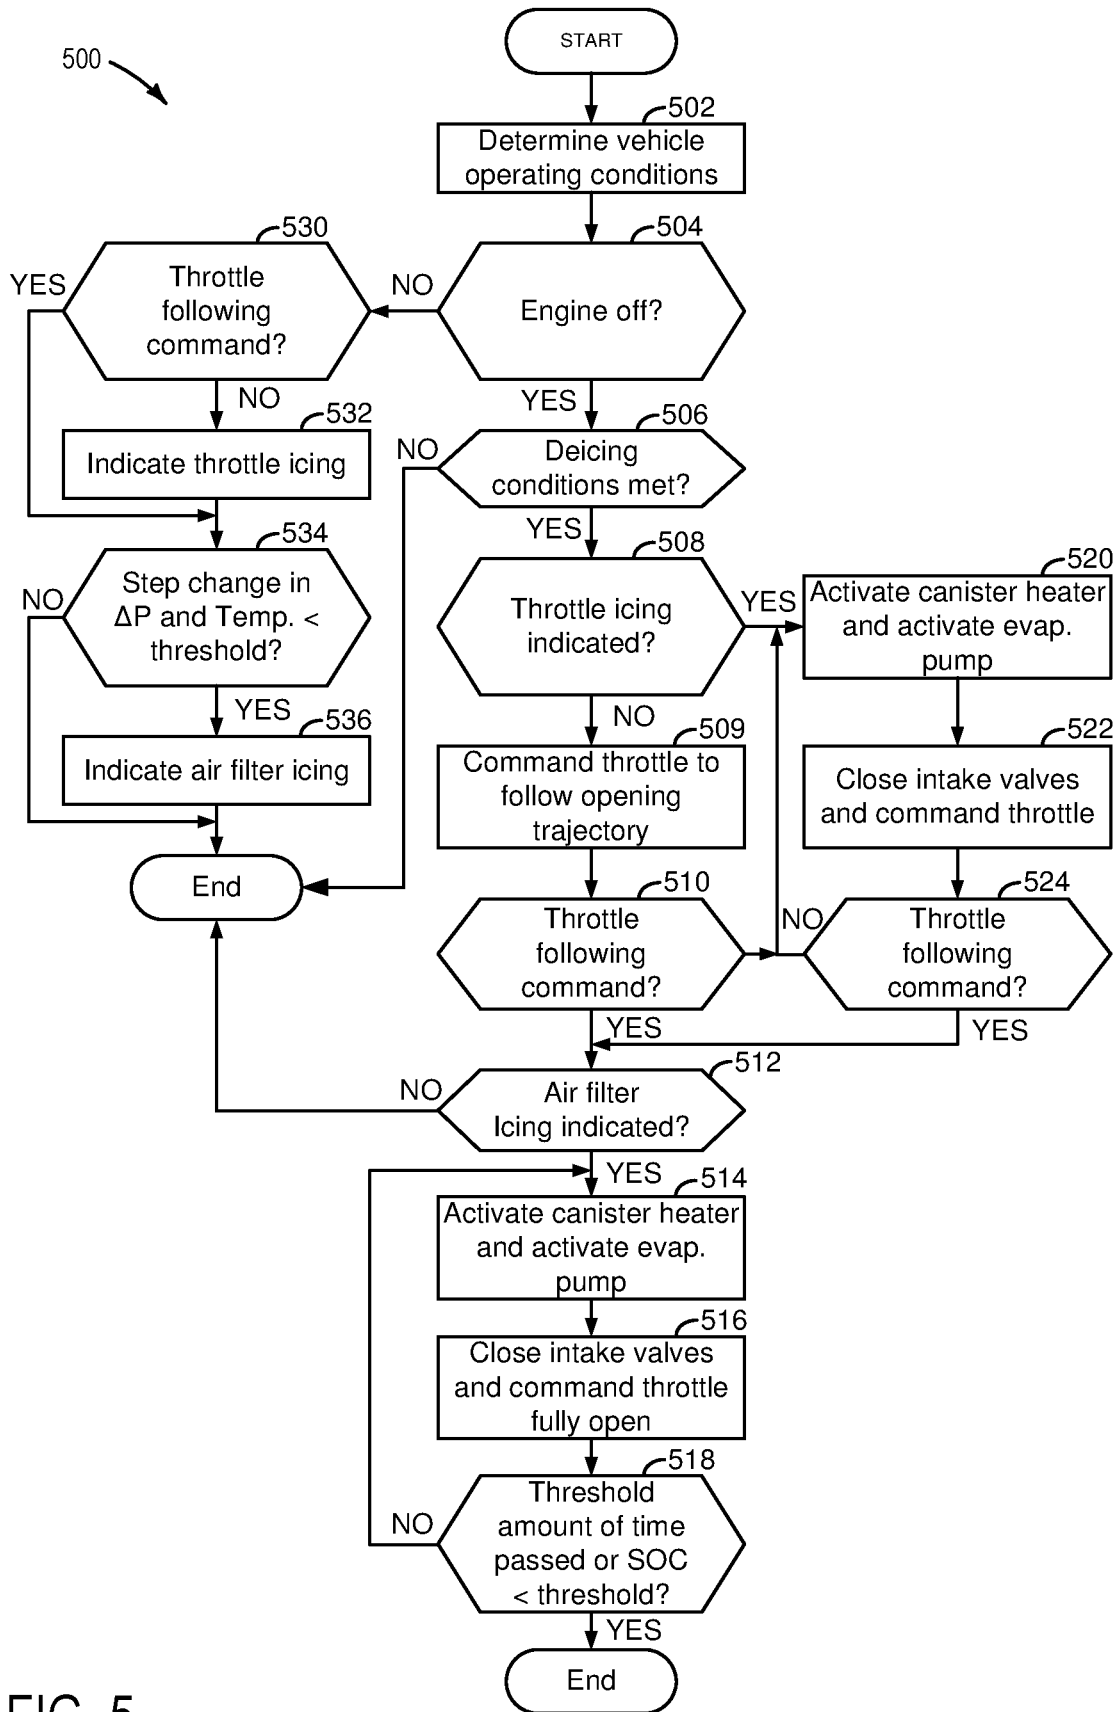 500
START
502
Determine vehicle
operating conditions
530
504
YES
Throttle
following
command?
NO
Engine off?
NO
YES
532
506
Indicate throttle icing
NO
Deicing
conditions met?
YES
534
508
520
NO
Step change in
ΔP and Temp. <
threshold?
Throttle icing
indicated?
YES
Activate canister heater
and activate evap.
pump
YES
536
NO
509
522
Indicate air filter icing
Command throttle to
follow opening
trajectory
Close intake valves
and command throttle
End
510
524
Throttle
following
command?
NO
Throttle
following
command?
YES
YES
512
NO
Air filter
Icing indicated?
YES
514
Activate canister heater
and activate evap.
pump
516
Close intake valves
and command throttle
fully open
518
NO
Threshold
amount of time
passed or SOC
< threshold?
YES
End
FIG. 5